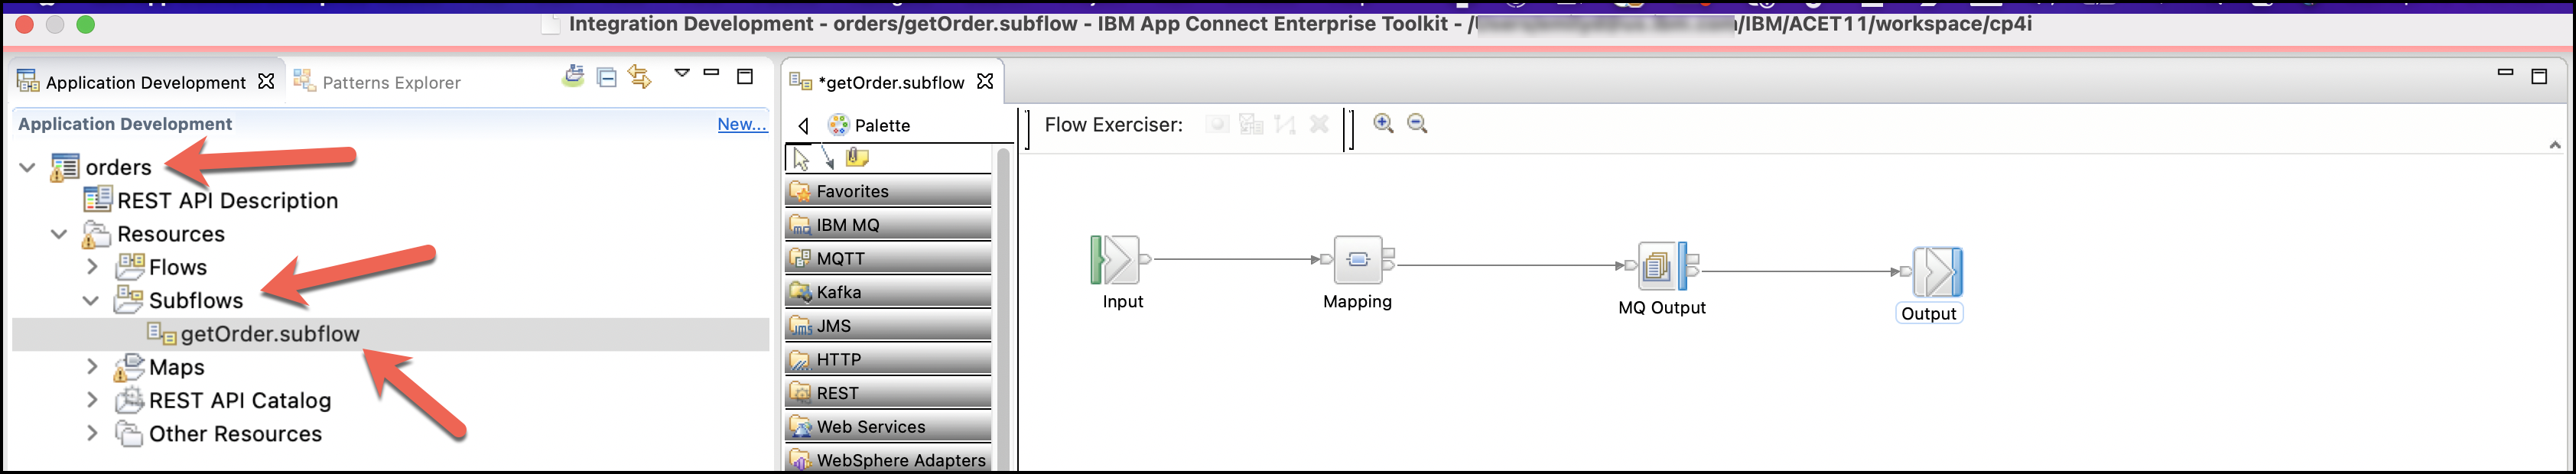 Integration Development - orders/getOrder.subflow - IBM App Connect Enterprise Toolkit - / /IBM/ACET11/workspace/cp4i
Application Development
Patterns Explorer
*getOrder.subflow
Application Development
New...
Palette
Flow Exerciser:
orders
REST API Description
Resources
Flows
Subflows
getOrder.subflow
Maps
REST API Catalog
Other Resources
Favorites
IBM MQ
MQTT
Kafka
JMS
HTTP
REST
Web Services
WebSphere Adapters
Input
Mapping
MQ Output
Output